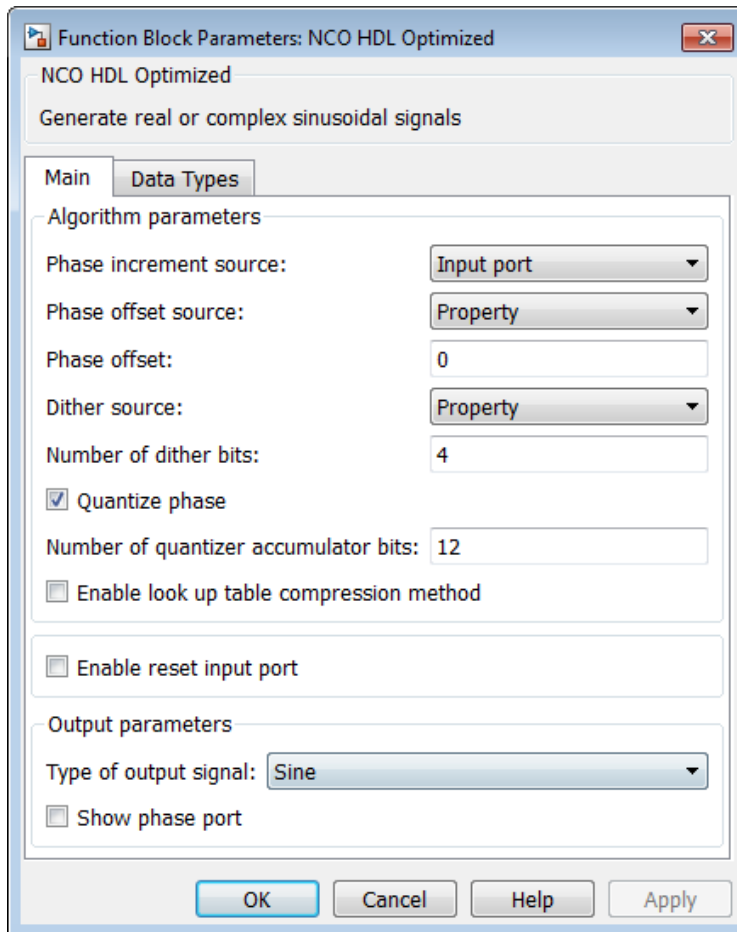 Function Block Parameters: NCO HDL Optimized
NCO HDL Optimized
Generate real or complex sinusoidal signals
Main Data Types
Algorithm parameters
Phase increment source: Input port
Phase offset source: Property
Phase offset: 0
Dither source: Property
Number of dither bits: 4
Quantize phase
Number of quantizer accumulator bits: 12
Enable look up table compression method
Enable reset input port
Output parameters
Type of output signal: Sine
Show phase port
OK Cancel Help Apply